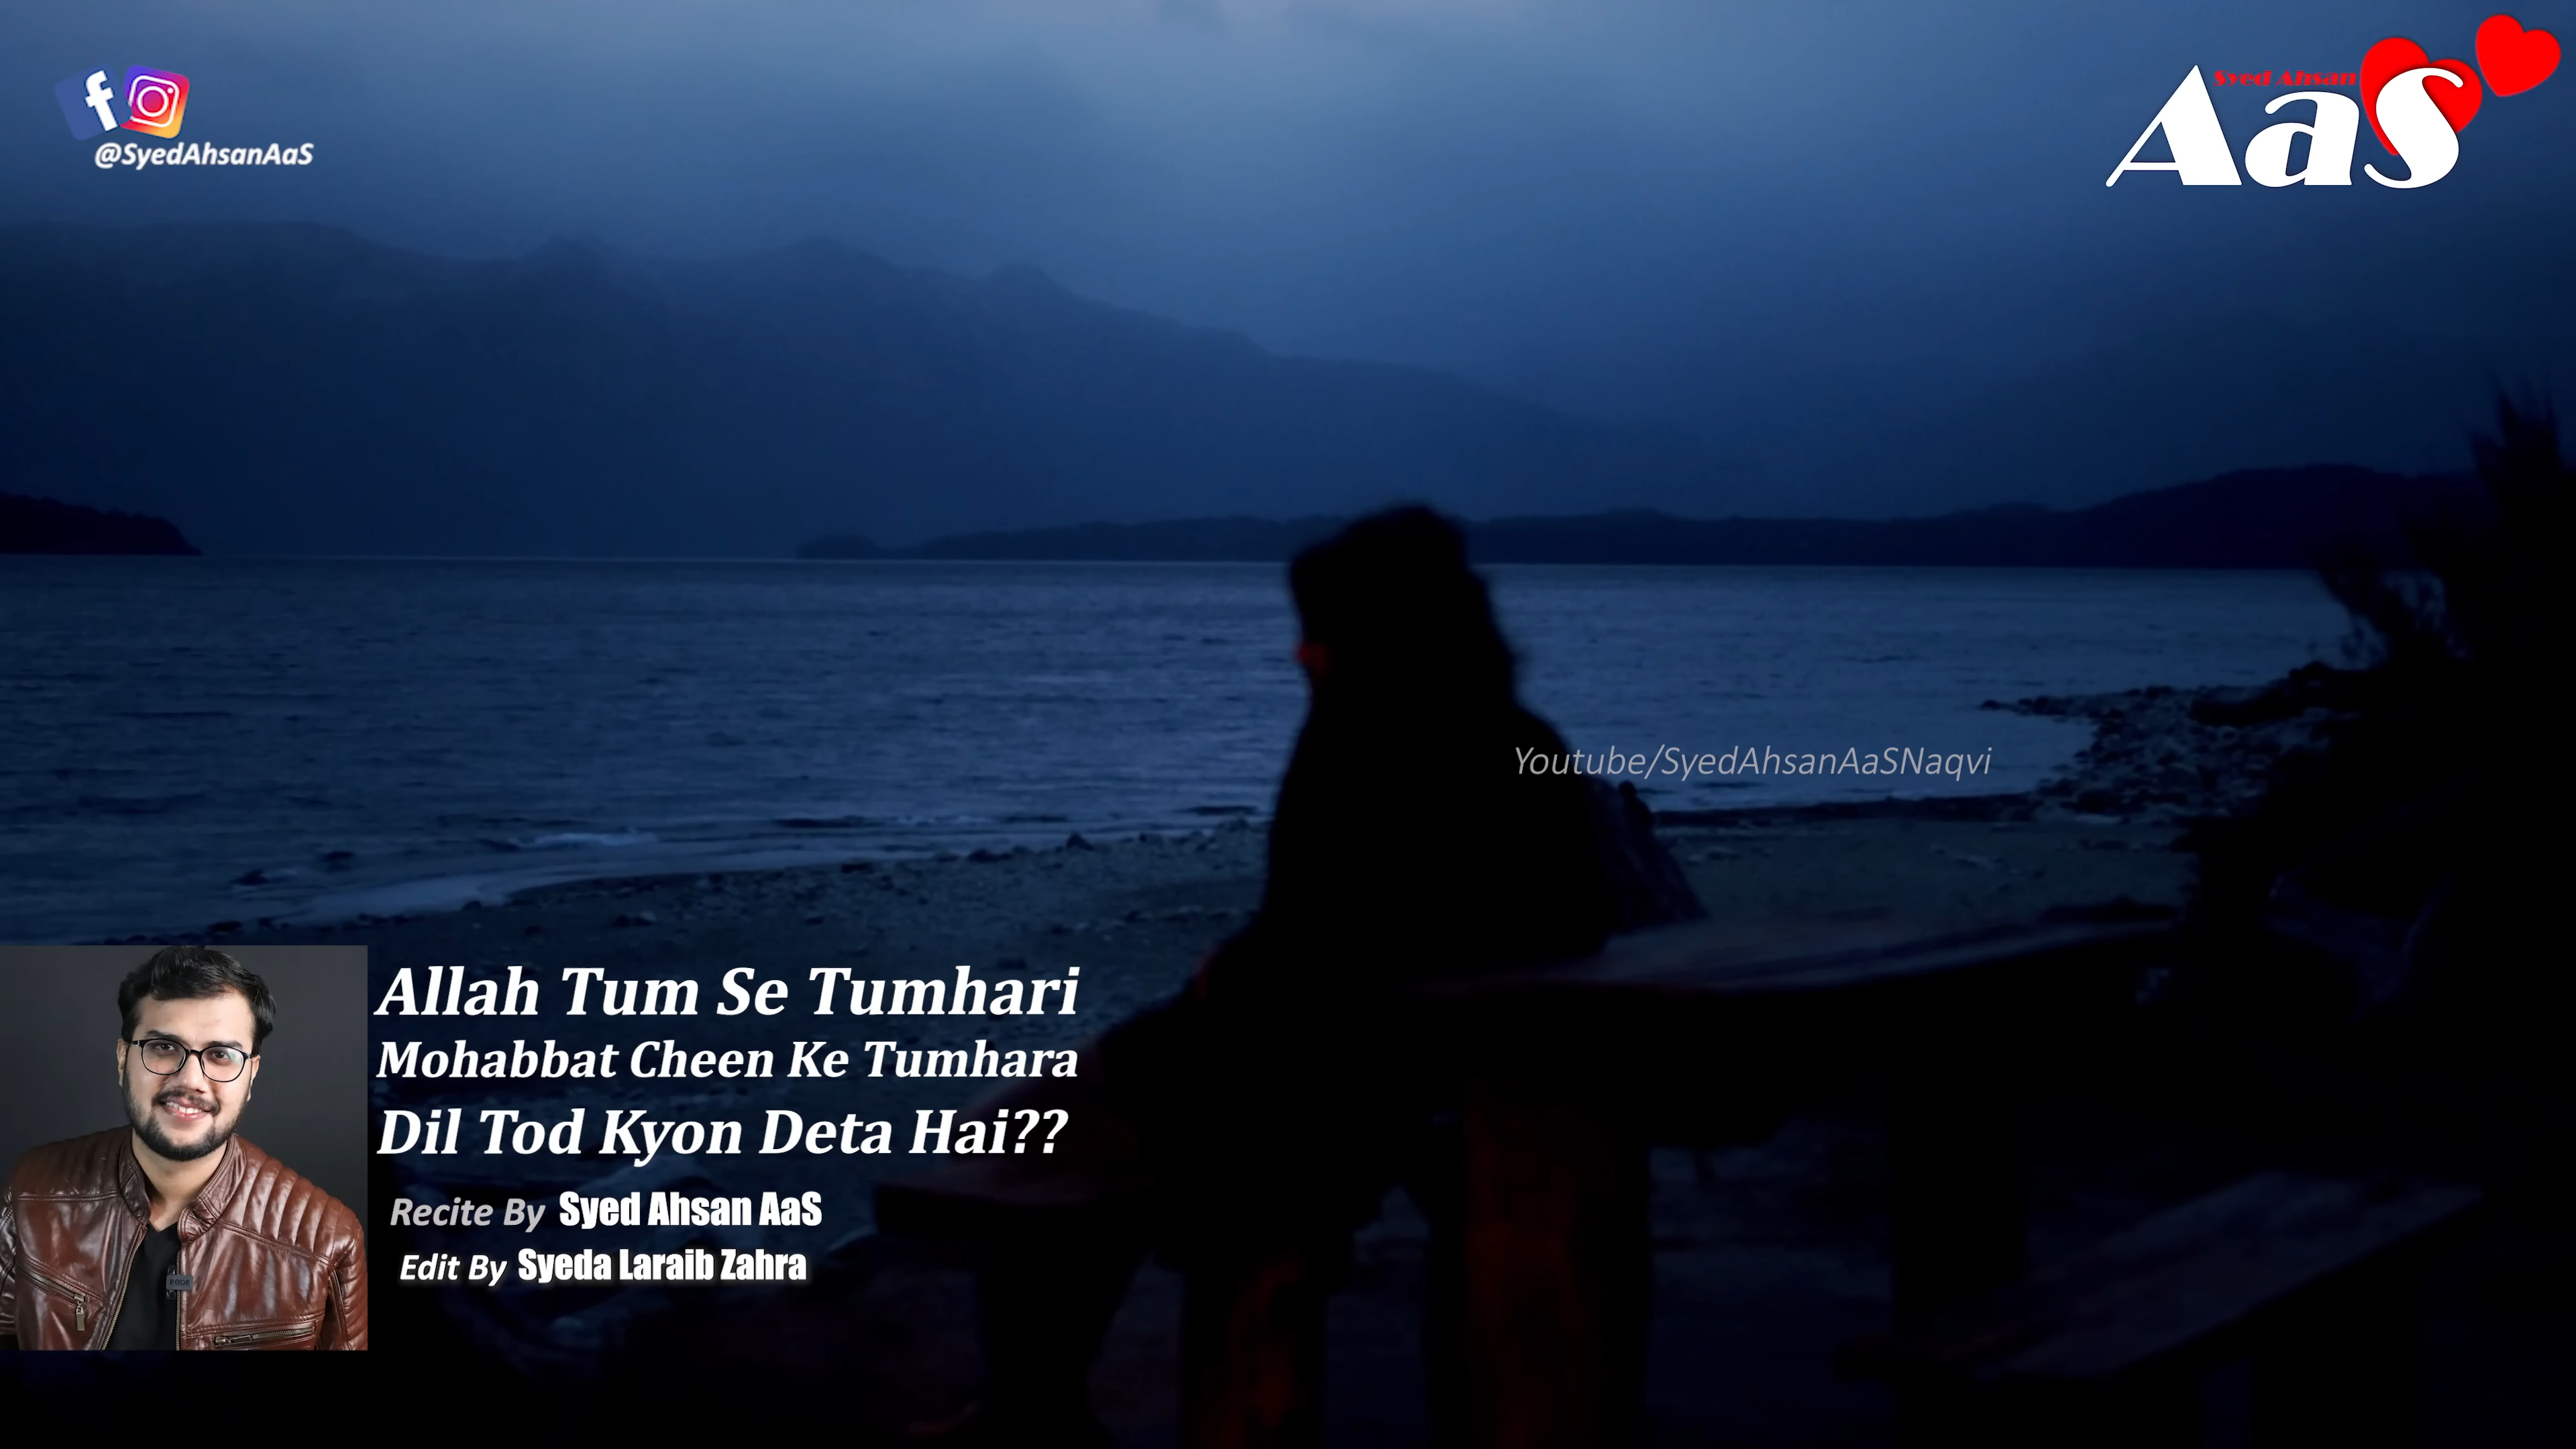 @SyedAhsanAaS
Syed Ahsan
AaS
Youtube/SyedAhsanAaSNaqvi
Allah Tum Se Tumhari
Mohabbat Cheen Ke Tumhara
Dil Tod Kyon Deta Hai??
Recite By Syed Ahsan AaS
Edit By Syeda Laraib Zahra
RODE